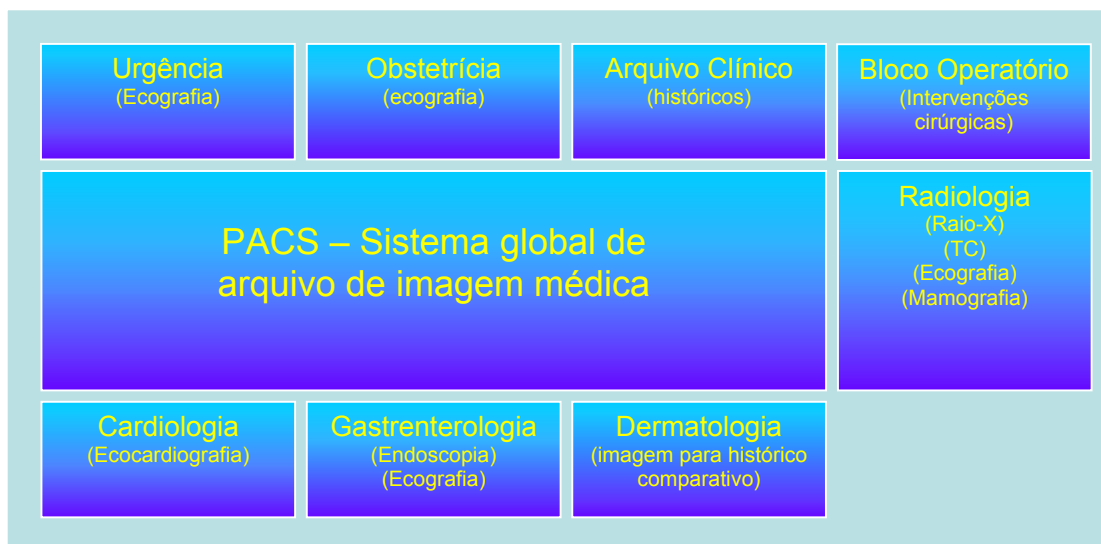 Urgência
(Ecografia)
Obstetrícia
(ecografia)
Arquivo Clínico
(históricos)
Bloco Operatório
(Intervenções
cirúrgicas)
PACS – Sistema global de
arquivo de imagem médica
Radiologia
(Raio-X)
(TC)
(Ecografia)
(Mamografia)
Cardiologia
(Ecocardiografia)
Gastrenterologia
(Endoscopia)
(Ecografia)
Dermatologia
(imagem para histórico
comparativo)